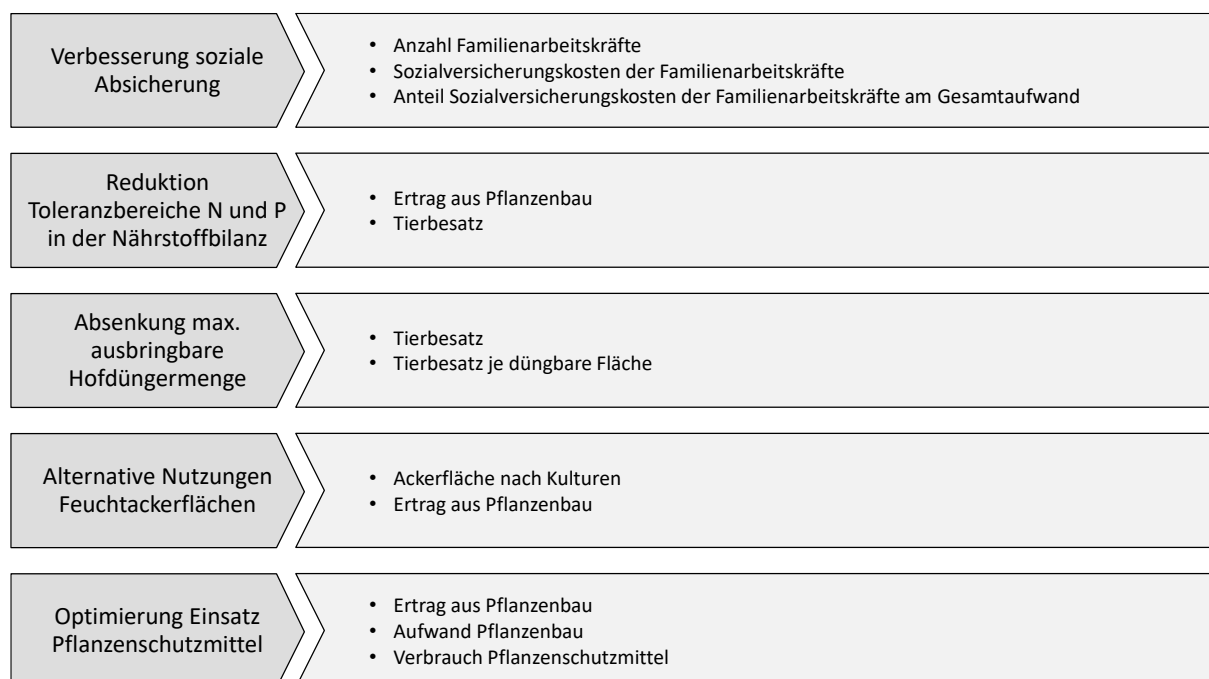 Verbesserung soziale
Absicherung
• Anzahl Familienarbeitskräfte
• Sozialversicherungskosten der Familienarbeitskräfte
• Anteil Sozialversicherungskosten der Familienarbeitskräfte am Gesamtaufwand
Reduktion
Toleranzbereiche N und P
in der Nährstoffbilanz
• Ertrag aus Pflanzenbau
• Tierbesatz
Absenkung max.
ausbringbare
Hofdüngermenge
• Tierbesatz
• Tierbesatz je düngbare Fläche
Alternative Nutzungen
Feuchtackerflächen
• Ackerfläche nach Kulturen
• Ertrag aus Pflanzenbau
Optimierung Einsatz
Pflanzenschutzmittel
• Ertrag aus Pflanzenbau
• Aufwand Pflanzenbau
• Verbrauch Pflanzenschutzmittel